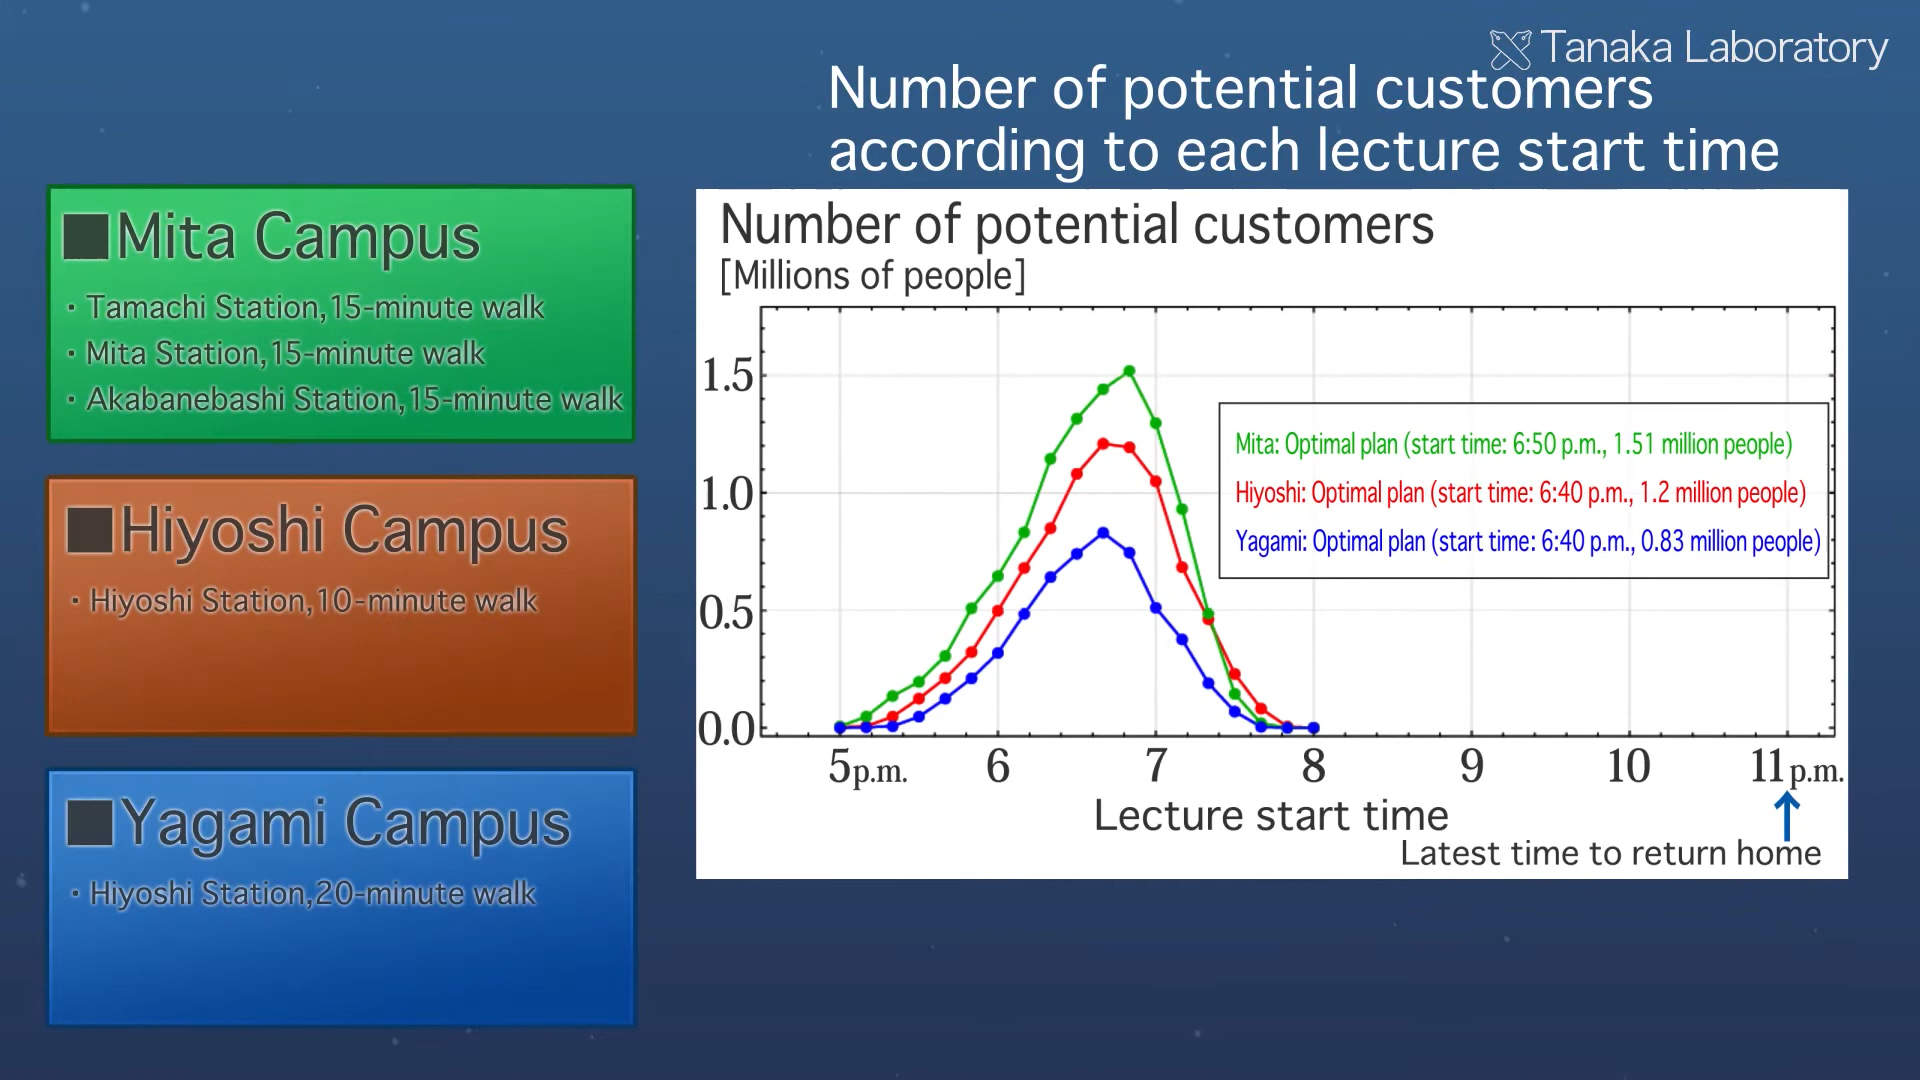 Tanaka Laboratory
Number of potential customers
according to each lecture start time
■Mita Campus
・Tamachi Station,15-minute walk
・Mita Station,15-minute walk
・Akabanebashi Station,15-minute walk
■Hiyoshi Campus
・Hiyoshi Station,10-minute walk
■Yagami Campus
・Hiyoshi Station,20-minute walk
Number of potential customers
[Millions of people]
1.5
1.0
0.5
0.0
Mita: Optimal plan (start time: 6:50 p.m., 1.51 million people)
Hiyoshi: Optimal plan (start time: 6:40 p.m., 1.2 million people)
Yagami: Optimal plan (start time: 6:40 p.m., 0.83 million people)
5p.m. 6 7 8 9 10 11p.m.
Lecture start time
Latest time to return home